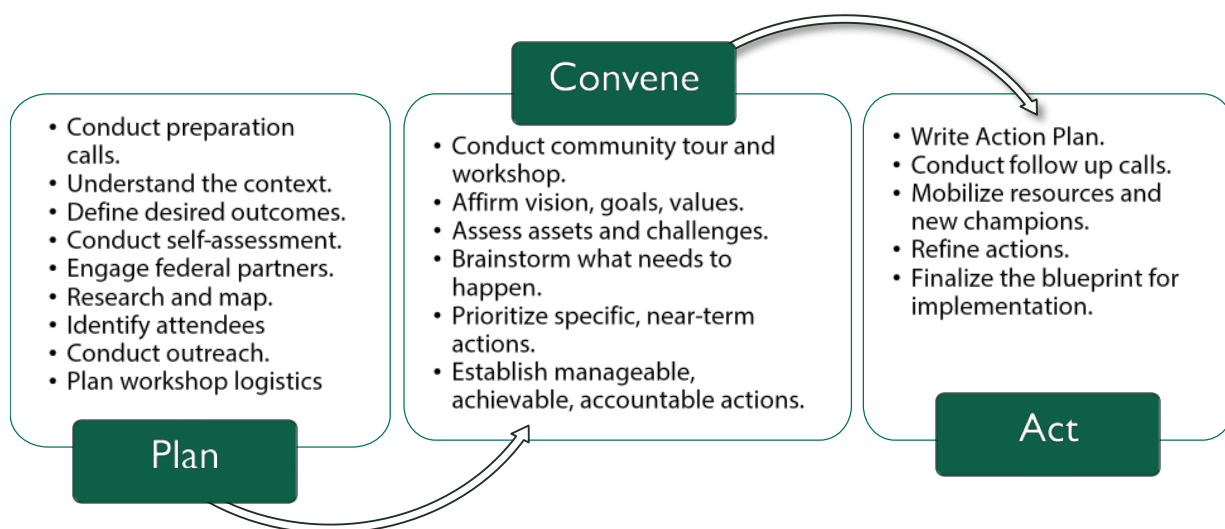 • Conduct preparation
calls.
• Understand the context.
• Define desired outcomes.
• Conduct self-assessment.
• Engage federal partners.
• Research and map.
• Identify attendees
• Conduct outreach.
• Plan workshop logistics
Plan
Convene
• Conduct community tour and
workshop.
• Affirm vision, goals, values.
• Assess assets and challenges.
• Brainstorm what needs to
happen.
• Prioritize specific, near-term
actions.
• Establish manageable,
achievable, accountable actions.
• Write Action Plan.
• Conduct follow up calls.
• Mobilize resources and
new champions.
• Refine actions.
• Finalize the blueprint for
implementation.
Act